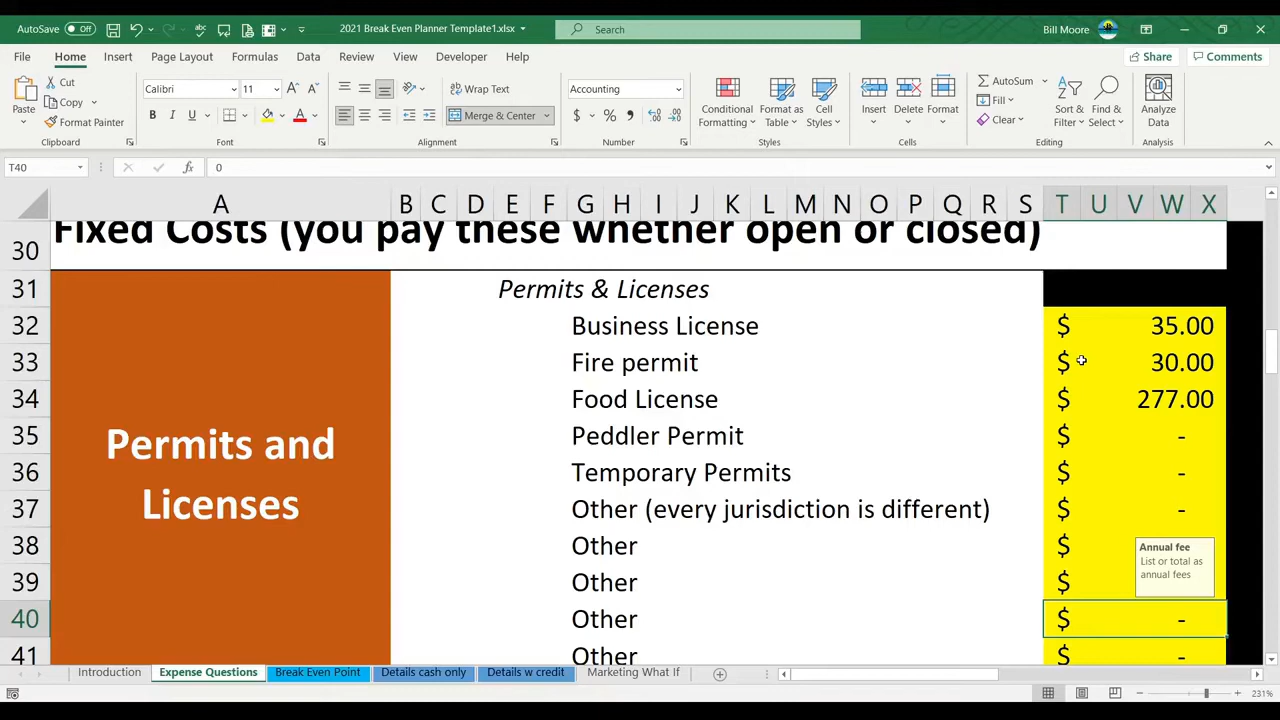 AutoSave Off 2021 Break Even Planner Template1.xlsx Search Bill Moore
File Home Insert Page Layout Formulas Data Review View Developer Help Share Comments
Paste Cut Copy Format Painter Clipboard
Calibri 11 B I U A Font
Wrap Text Merge & Center Alignment
Accounting $ % Number
Conditional Formatting Format as Table Cell Styles Styles
Insert Delete Format Cells
AutoSum Fill Clear Sort & Filter Find & Select Editing
Analyze Data Analysis
T40 fx 0
A B C D E F G H I J K L M N O P Q R S T U V W X
30 Fixed Costs (you pay these whether open or closed)
31 Permits & Licenses
32 Business License $ 35.00
33 Fire permit $ 30.00
34 Food License $ 277.00
35 Peddler Permit $ -
Permits and
Licenses
36 Temporary Permits $ -
37 Other (every jurisdiction is different) $ -
38 Other $
39 Other $
Annual fee
List or total as
annual fees
40 Other $ -
41 Other $ -
Introduction Expense Questions Break Even Point Details cash only Details w credit Marketing What If
231%